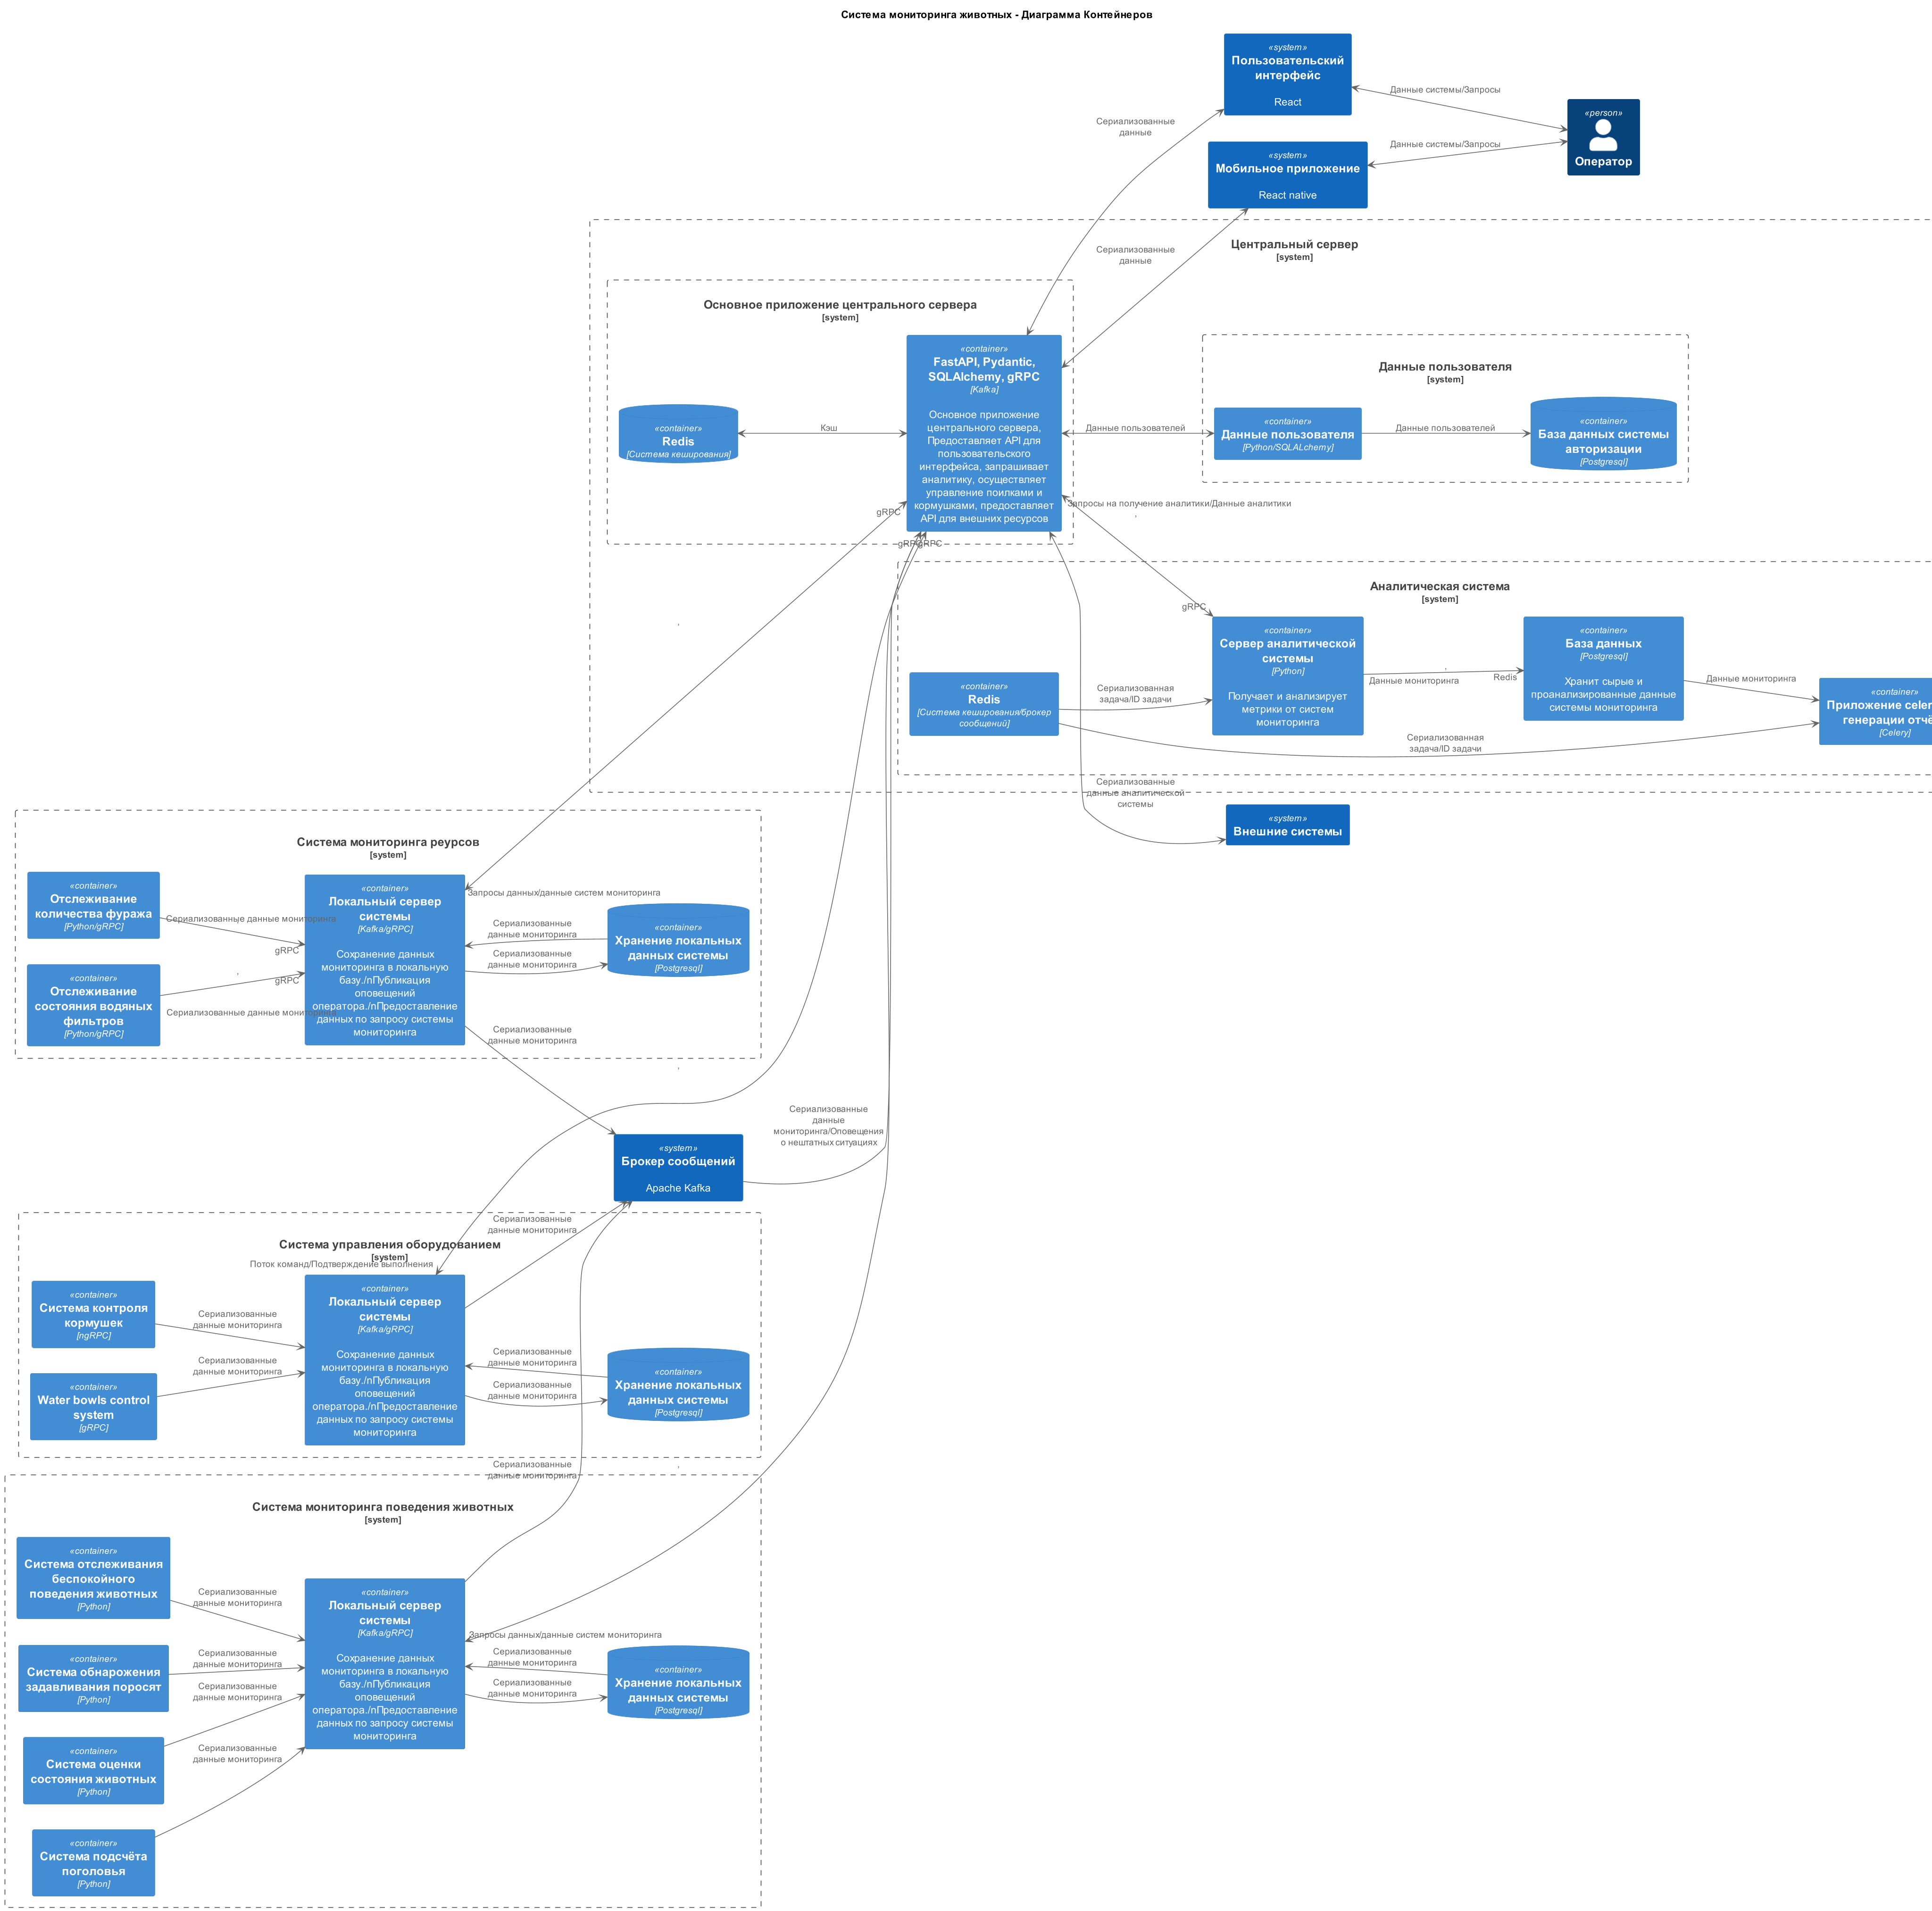 Система мониторинга животных - Диаграмма Контейнеров
«system»
Пользовательский
интерфейс
React
Данные системы/Запросы
«person»
Оператор
Сериализованные
данные
«system»
Мобильное приложение
React native
Данные системы/Запросы
Центральный сервер
[system]
Сериализованные
данные
Основное приложение центрального сервера
[system]
«container»
FastAPI, Pydantic,
SQLAlchemy, gRPC
[Kafka]
Основное приложение
центрального сервера,
Предоставляет API для
пользовательского
интерфейса, запрашивает
аналитику, осуществляет
управление поилками и
кормушками, предоставляет
API для внешних ресурсов
«container»
Redis
[Система кеширования]
Кэш
Данные пользователя
[system]
Данные пользователей
«container»
Данные пользователя
[Python/SQLALchemy]
Данные пользователей
«container»
База данных системы
авторизации
[Postgresql]
Запросы на получение аналитики/Данные аналитики
,
gRPC
gRPC
gRPC
Аналитическая система
[system]
gRPC
«container»
Сервер аналитической
системы
[Python]
Получает и анализирует
метрики от систем
мониторинга
,
Данные мониторинга
Redis
«container»
База данных
[Postgresql]
Хранит сырые и
проанализированные данные
системы мониторинга
Данные мониторинга
«container»
Redis
[Система кеширования/брокер
сообщений]
Сериализованная
задача/ID задачи
Сериализованная
задача/ID задачи
«container»
Приложение
[Celery]
,
Сериализованные
данные аналитической
системы
«system»
Внешние системы
Система мониторинга реурсов
[system]
«container»
Отслеживание
количества фуража
[Python/gRPC]
Сериализованные данные мониторинга
,
gRPC
«container»
Отслеживание
состояния водяных
фильтров
[Python/gRPC]
,
gRPC
Сериализованные данные мониторинга
«container»
Локальный сервер
системы
[Kafka/gRPC]
Сохранение данных
мониторинга в локальную
базу./nПубликация
оповещений
оператора./nПредоставление
данных по запросу системы
мониторинга
Запросы данных/данные систем мониторинга
Сериализованные
данные мониторинга
Сериализованные
данные мониторинга
«container»
Хранение локальных
данных системы
[Postgresql]
Сериализованные
данные мониторинга
,
«system»
Брокер сообщений
Apache Kafka
Сериализованные
данные
мониторинга/Оповещения
о нештатных ситуациях
Система управления оборудованием
[system]
Поток команд/Подтверждение выполнения
Сериализованные
данные мониторинга
«container»
Система контроля
кормушек
[ngRPC]
Сериализованные
данные мониторинга
«container»
Water bowls control
system
[gRPC]
Сериализованные
данные мониторинга
«container»
Локальный сервер
системы
[Kafka/gRPC]
Сохранение данных
мониторинга в локальную
базу./nПубликация
оповещений
оператора./nПредоставление
данных по запросу системы
мониторинга
Сериализованные
данные мониторинга
Сериализованные
данные мониторинга
«container»
Хранение локальных
данных системы
[Postgresql]
Сериализованные
данные мониторинга
,
Система мониторинга поведения животных
[system]
«container»
Система отслеживания
беспокойного
поведения животных
[Python]
Сериализованные
данные мониторинга
«container»
Система обнарожения
задавливания поросят
[Python]
Сериализованные
данные мониторинга
«container»
Система оценки
состояния животных
[Python]
Сериализованные
данные мониторинга
«container»
Система подсчёта
поголовья
[Python]
Сериализованные
данные мониторинга
«container»
Локальный сервер
системы
[Kafka/gRPC]
Сохранение данных
мониторинга в локальную
базу./nПубликация
оповещений
оператора./nПредоставление
данных по запросу системы
мониторинга
Запросы данных/данные систем мониторинга
Сериализованные
данные мониторинга
Сериализованные
данные мониторинга
«container»
Хранение локальных
данных системы
[Postgresql]